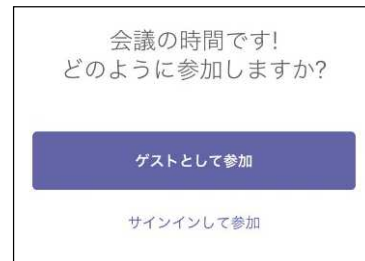 会議の時間です!
どのように参加しますか?
ゲストとして参加
サインインして参加